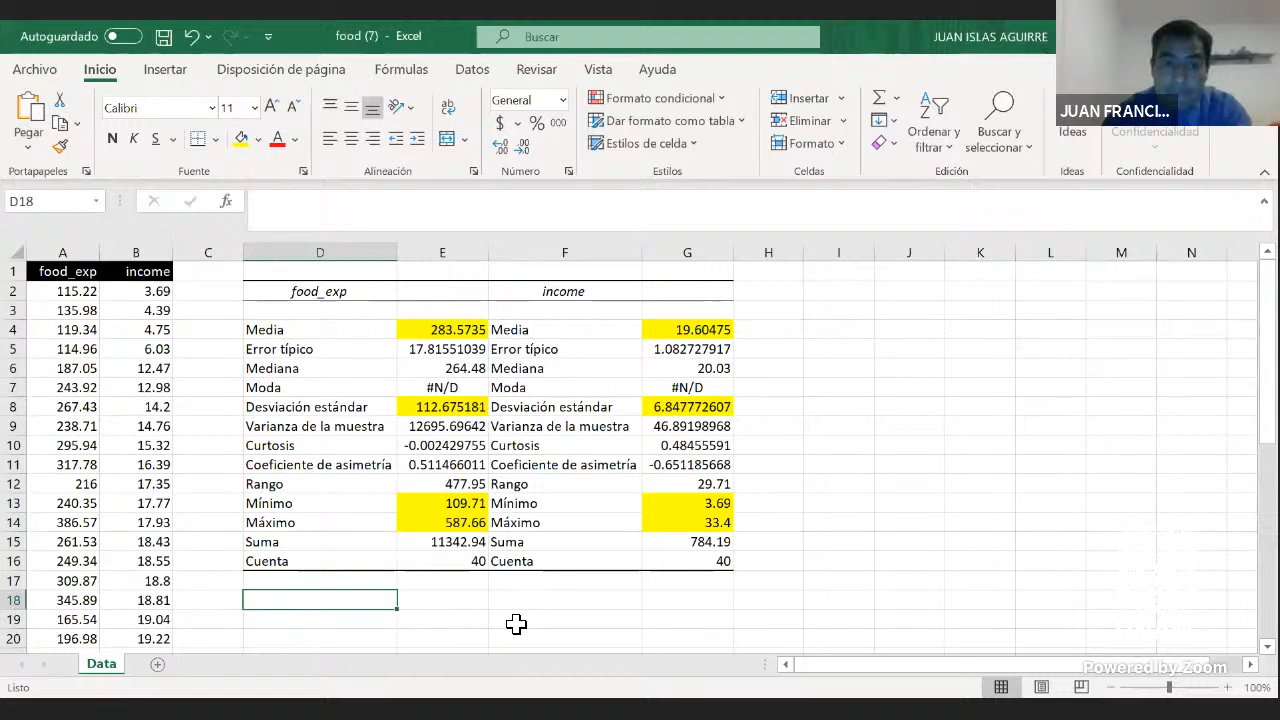 Autoguardado
food (7) - Excel
Buscar
JUAN ISLAS AGUIRRE
Archivo Inicio Insertar Disposición de página Fórmulas Datos Revisar Vista Ayuda
JUAN FRANCI...
Pegar
Calibri 11
N K S
A A
General
$ % 000
Formato condicional
Dar formato como tabla
Estilos de celda
Insertar
Eliminar
Formato
Ordenar y filtrar
Buscar y seleccionar
Ideas
Confidencialidad
Portapapeles Fuente Alineación Número Estilos Celdas Edición Ideas Confidencialidad
D18 fx
A B C D E F G H I J K L M N
1 food_exp income
2 115.22 3.69 food_exp income
3 135.98 4.39
4 119.34 4.75 Media 283.5735 Media 19.60475
5 114.96 6.03 Error típico 17.81551039 Error típico 1.082727917
6 187.05 12.47 Mediana 264.48 Mediana 20.03
7 243.92 12.98 Moda #N/D Moda #N/D
8 267.43 14.2 Desviación estándar 112.675181 Desviación estándar 6.847772607
9 238.71 14.76 Varianza de la muestra 12695.69642 Varianza de la muestra 46.89198968
10 295.94 15.32 Curtosis -0.002429755 Curtosis 0.48455591
11 317.78 16.39 Coeficiente de asimetría 0.511466011 Coeficiente de asimetría -0.651185668
12 216 17.35 Rango 477.95 Rango 29.71
13 240.35 17.77 Mínimo 109.71 Mínimo 3.69
14 386.57 17.93 Máximo 587.66 Máximo 33.4
15 261.53 18.43 Suma 11342.94 Suma 784.19
16 249.34 18.55 Cuenta 40 Cuenta 40
17 309.87 18.8
18 345.89 18.81
19 165.54 19.04
20 196.98 19.22
Data
Powered by Zoom
Listo
100%